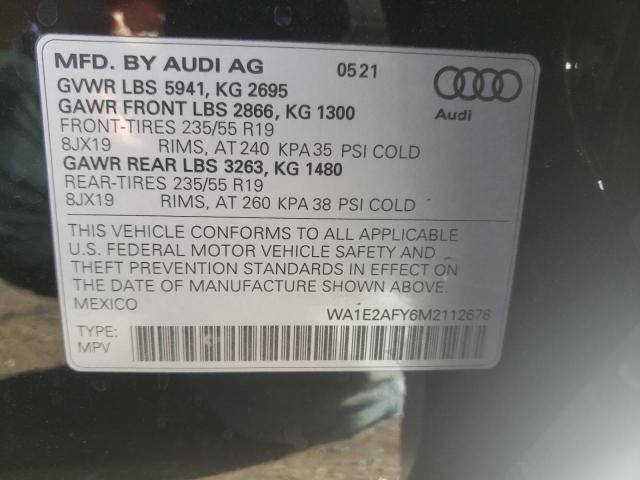 MFD. BY AUDI AG 0521
GVWR LBS 5941, KG 2695
GAWR FRONT LBS 2866, KG 1300
Audi
FRONT-TIRES 235/55 R19
8JX19 RIMS, AT 240 KPA 35 PSI COLD
GAWR REAR LBS 3263, KG 1480
REAR-TIRES 235/55 R19
8JX19 RIMS, AT 260 KPA 38 PSI COLD
THIS VEHICLE CONFORMS TO ALL APPLICABLE
U.S. FEDERAL MOTOR VEHICLE SAFETY AND
THEFT PREVENTION STANDARDS IN EFFECT ON
THE DATE OF MANUFACTURE SHOWN ABOVE.
MEXICO WA1E2AFY6M2112678
TYPE:
MPV